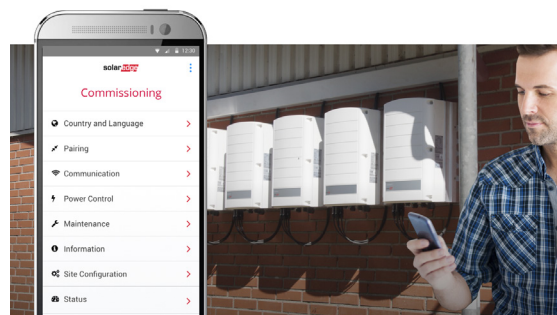 12:30
solaredge
Commissioning
Country and Language
Pairing
Communication
Power Control
Maintenance
Information
Site Configuration
Status